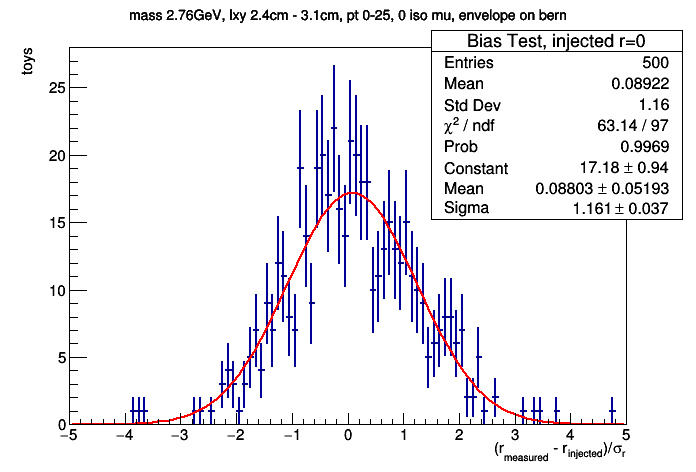 mass 2.76GeV, lxy 2.4cm - 3.1cm, pt 0-25, 0 iso mu, envelope on bern
Bias Test, injected r=0
Entries 500
Mean 0.08922
Std Dev 1.16
χ² / ndf 63.14 / 97
Prob 0.9969
Constant 17.18 ± 0.94
Mean 0.08803 ± 0.05193
Sigma 1.161 ± 0.037
toys
25
20
15
10
5
0
−5 −4 −3 −2 −1 0 1 2 3 4 5
(r_measured - r_injected)/σ_r